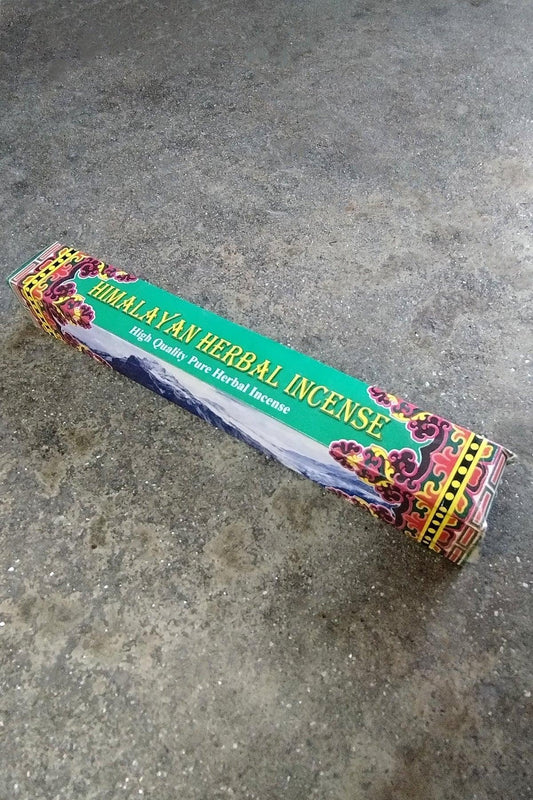 HIMALAYAN HERBAL INCENSE
High Quality Pure Herbal Incense